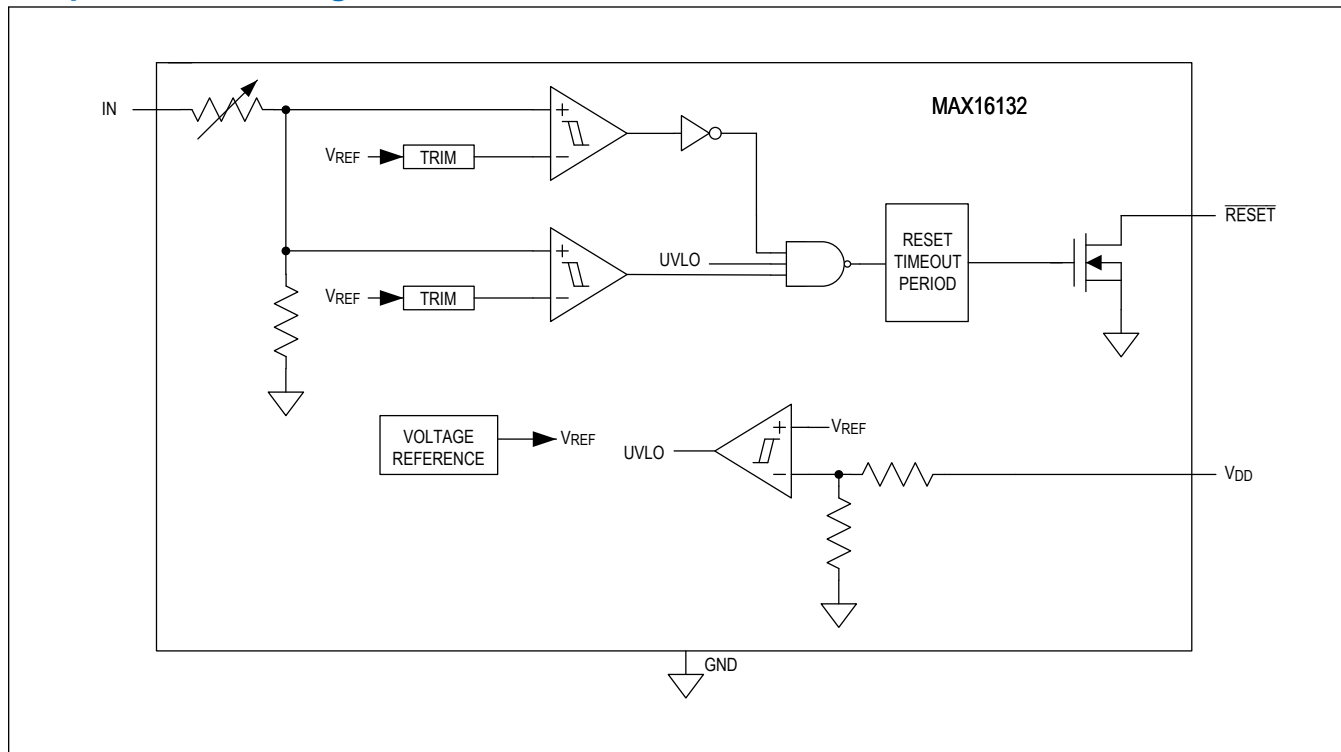 MAX16132
IN
+
VREF
TRIM
−
RESET
+
RESET
TIMEOUT
PERIOD
UVLO
VREF
TRIM
−
VOLTAGE
REFERENCE
VREF
+
VREF
UVLO
−
VDD
GND